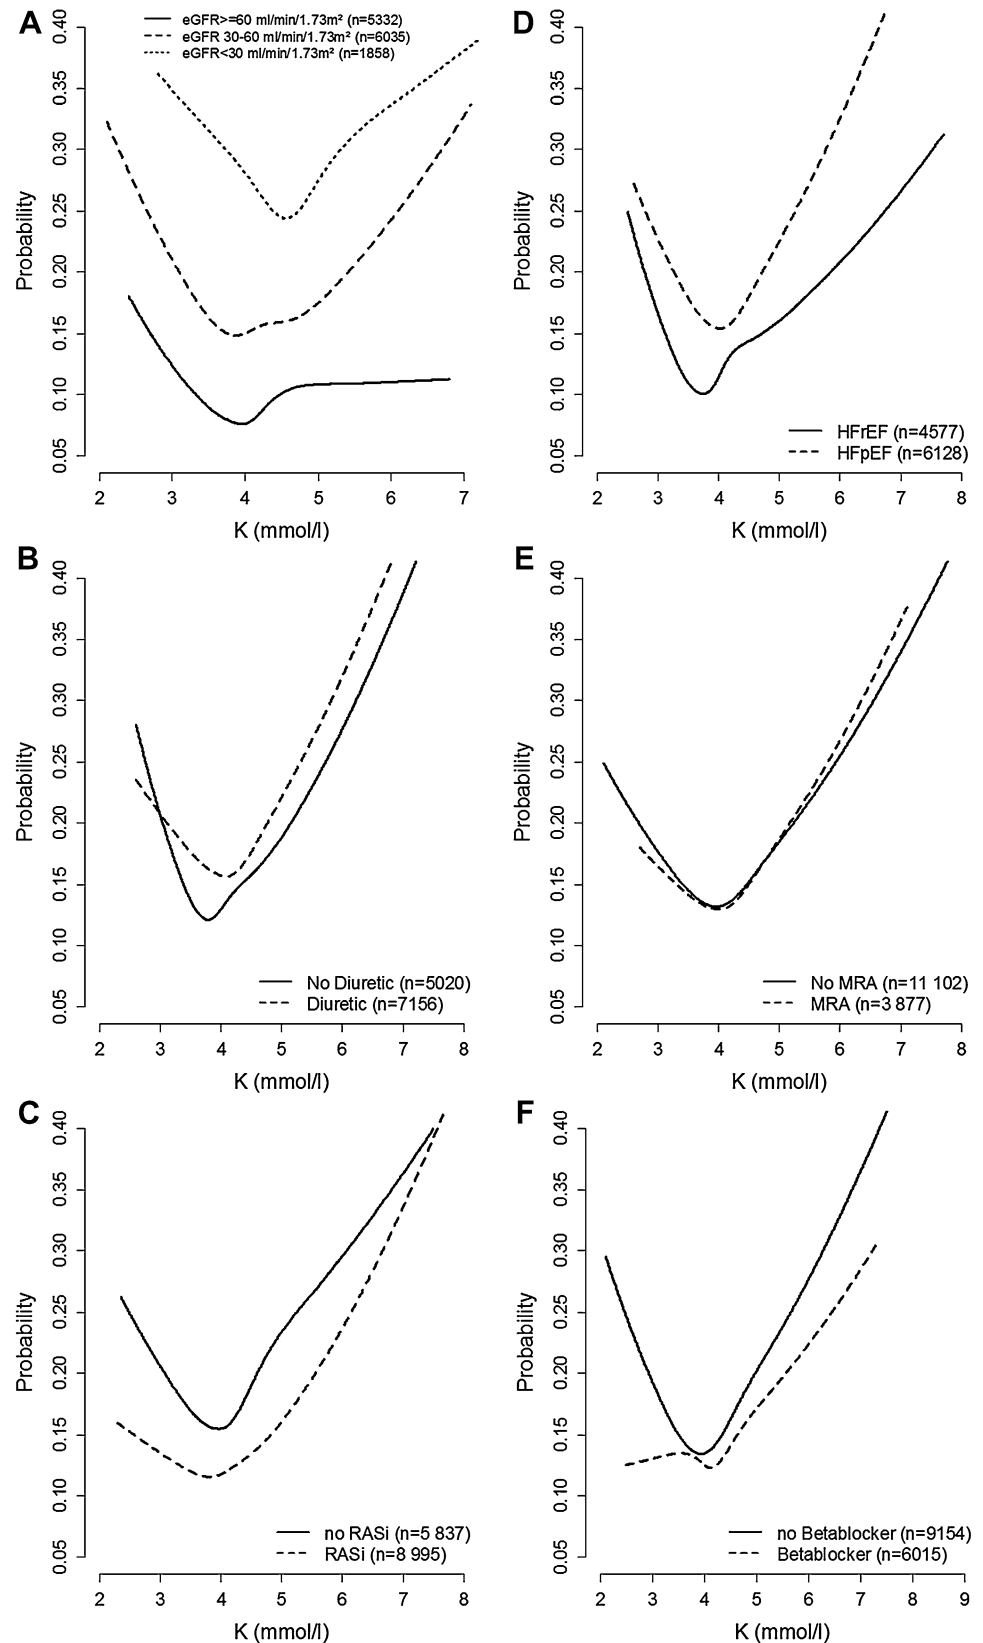 A
eGFR>=60 ml/min/1.73m² (n=5332)
eGFR 30-60 ml/min/1.73m² (n=6035)
eGFR<30 ml/min/1.73m² (n=1858)
Probability
0.40
0.35
0.30
0.25
0.20
0.15
0.10
0.05
2 3 4 5 6 7
K (mmol/l)
D
Probability
0.40
0.35
0.30
0.25
0.20
0.15
0.10
0.05
HFrEF (n=4577)
HFpEF (n=6128)
2 3 4 5 6 7 8
K (mmol/l)
B
Probability
0.40
0.35
0.30
0.25
0.20
0.15
0.10
0.05
No Diuretic (n=5020)
Diuretic (n=7156)
2 3 4 5 6 7 8
K (mmol/l)
E
Probability
0.40
0.35
0.30
0.25
0.20
0.15
0.10
0.05
No MRA (n=11 102)
MRA (n=3 877)
2 3 4 5 6 7 8
K (mmol/l)
C
Probability
0.40
0.35
0.30
0.25
0.20
0.15
0.10
0.05
no RASi (n=5 837)
RASi (n=8 995)
2 3 4 5 6 7 8
K (mmol/l)
F
Probability
0.40
0.35
0.30
0.25
0.20
0.15
0.10
0.05
no Betablocker (n=9154)
Betablocker (n=6015)
2 3 4 5 6 7 8 9
K (mmol/l)